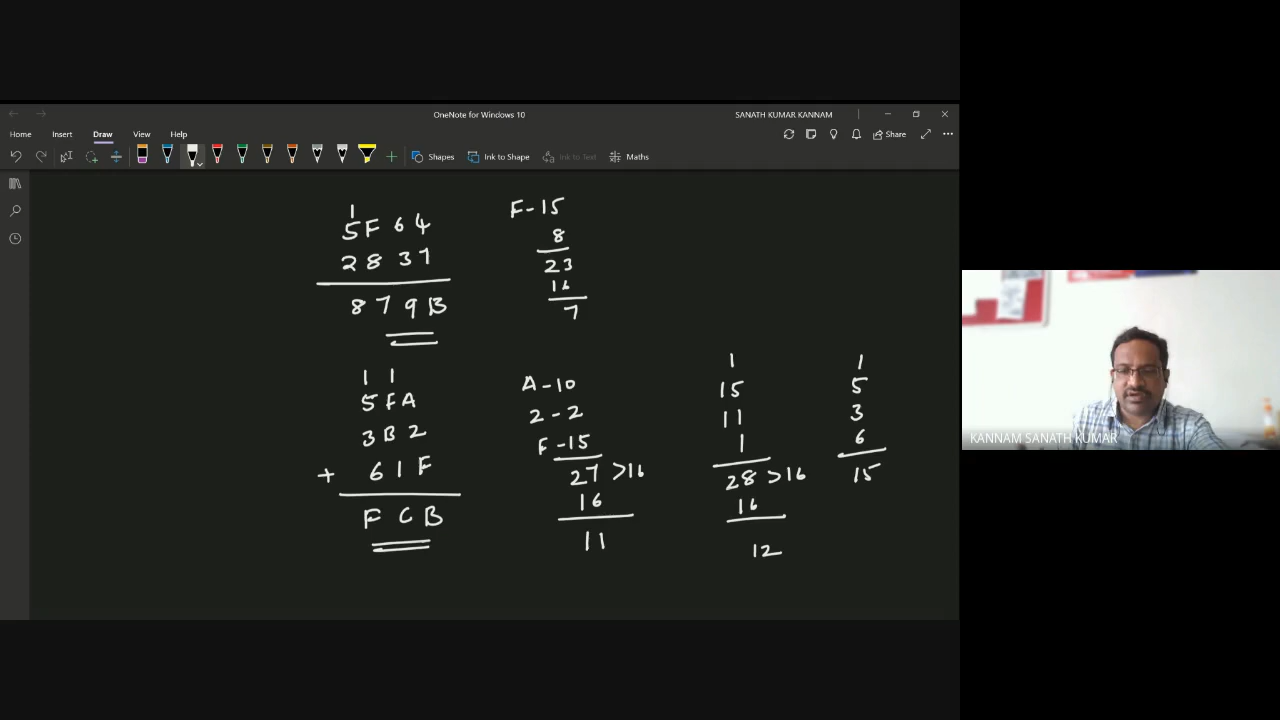 OneNote for Windows 10
SANATH KUMAR KANNAM
Home Insert Draw View Help
Share
Shapes Ink to Shape Ink to Text Maths
1
5F 64
2837
879B
F-15
8
23
16
7
1 1
5FA
3B2
+ 61F
FCB
A-10
2-2
F-15
27 >16
16
11
1
15
11
1
28 >16
16
12
1
5
3
6
15
KANNAM SANATH KUMAR